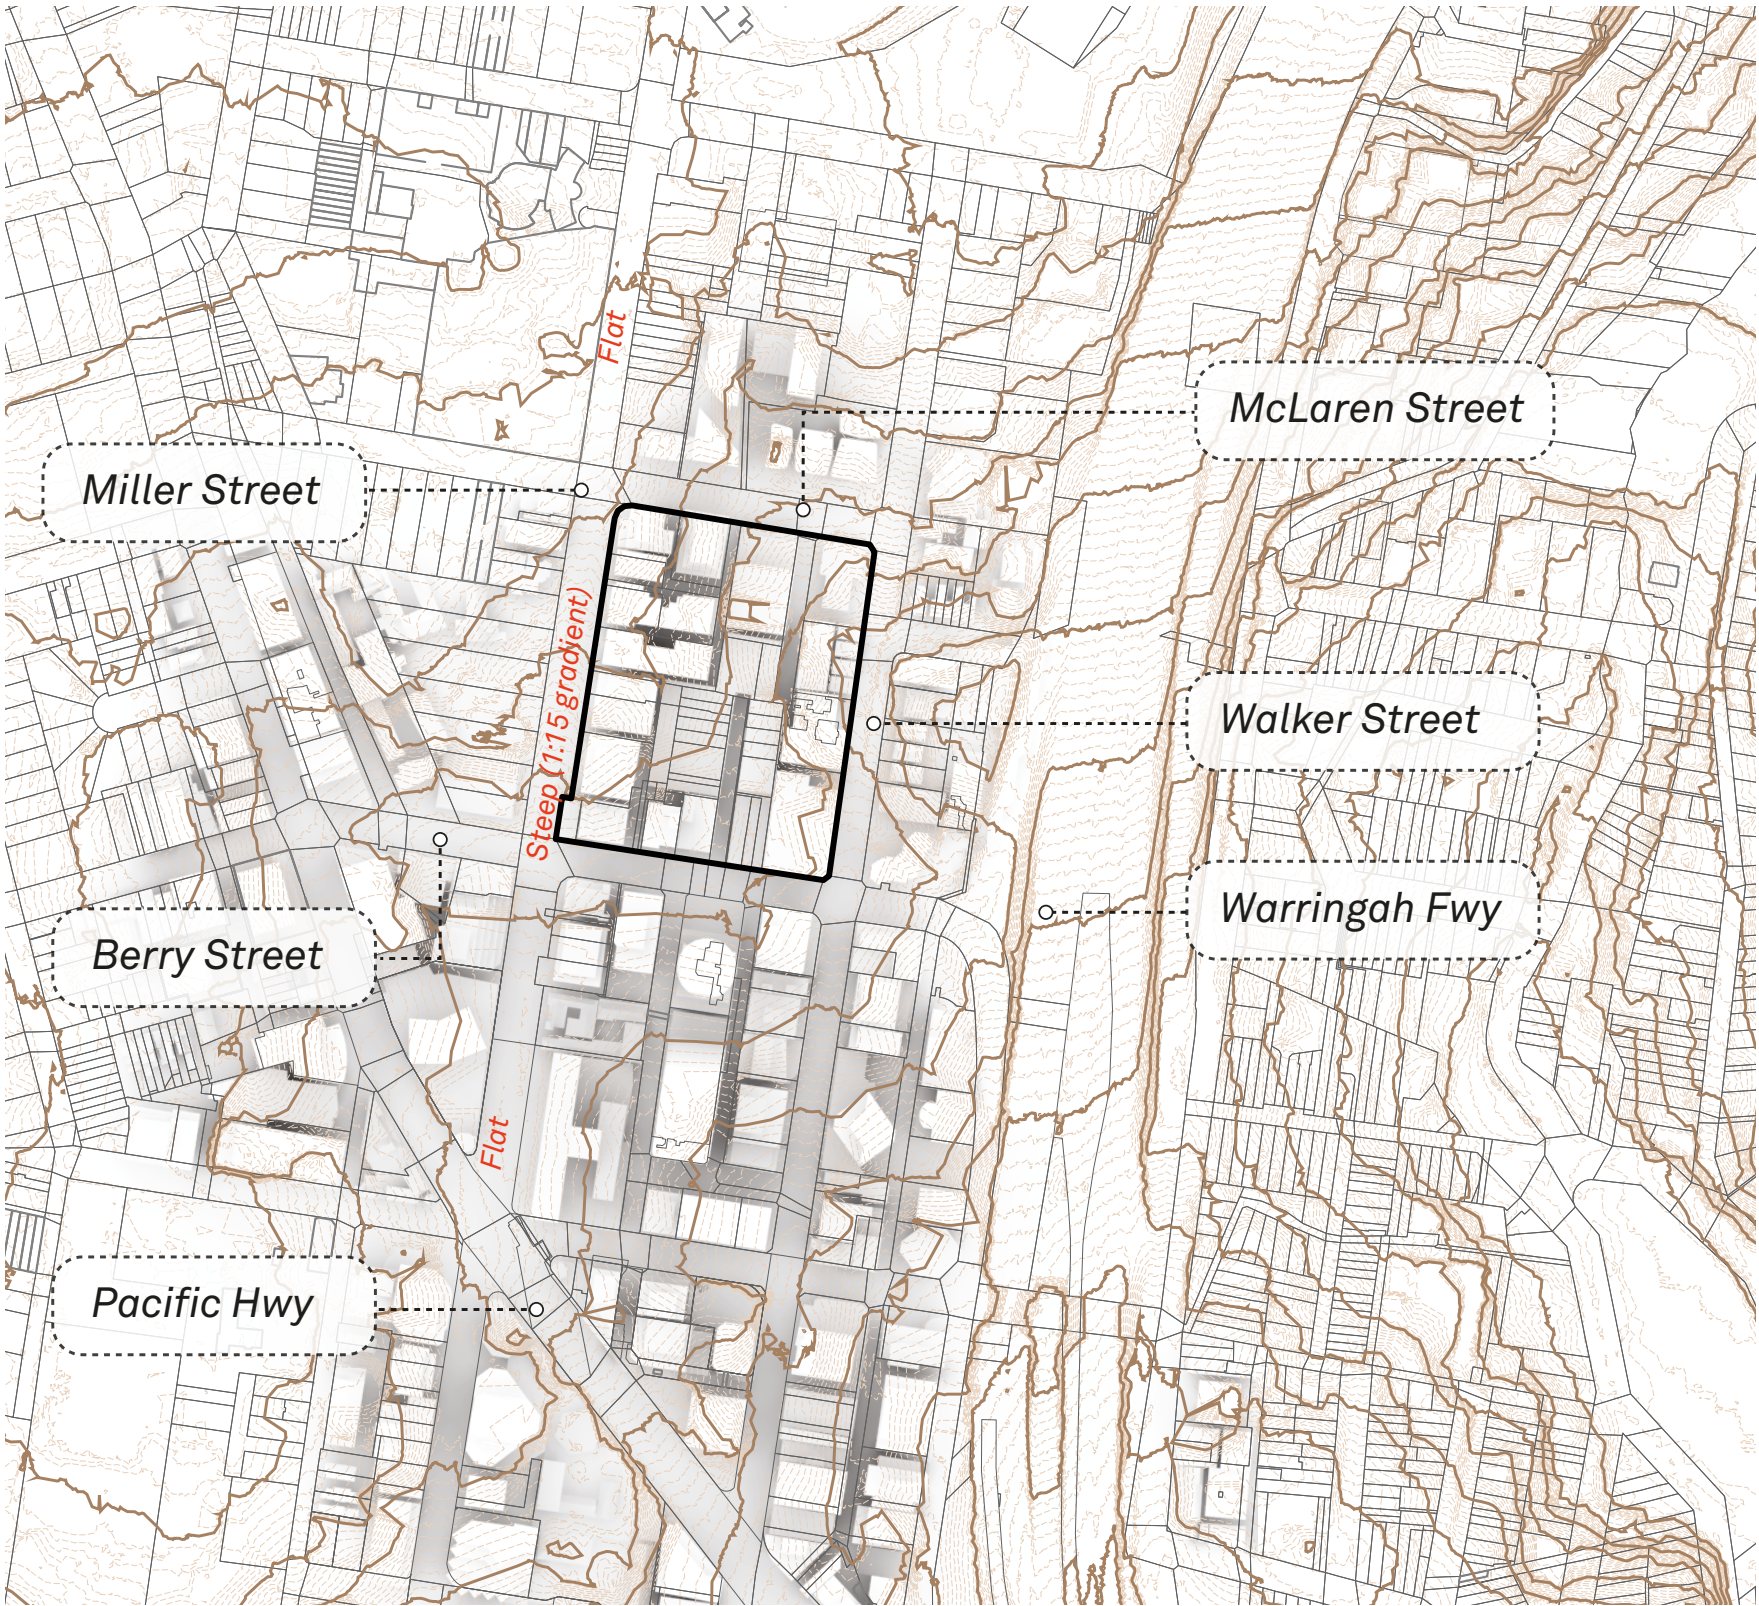 Flat
McLaren Street
Miller Street
Steep (1:15 gradient)
Walker Street
Warringah Fwy
Berry Street
Flat
Pacific Hwy